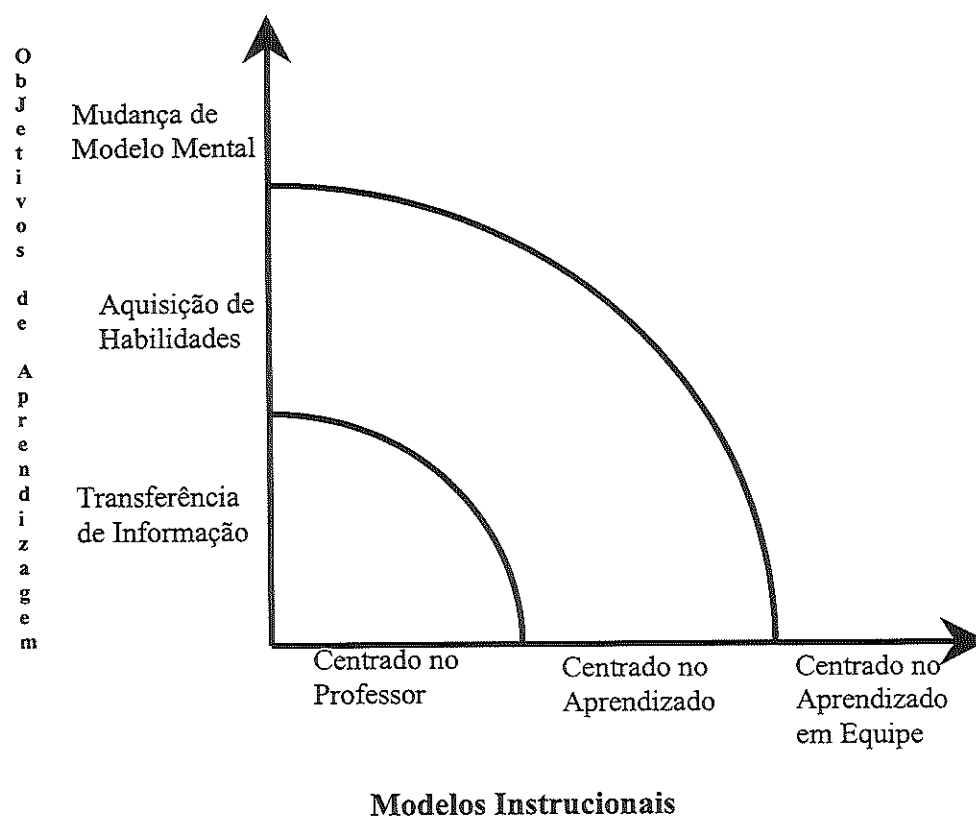 ObJetivos de Aprendizagem
Mudança de
Modelo Mental
Aquisição de
Habilidades
Transferência
de Informação
Centrado no
Professor
Centrado no
Aprendizado
Centrado no
Aprendizado
em Equipe
Modelos Instrucionais